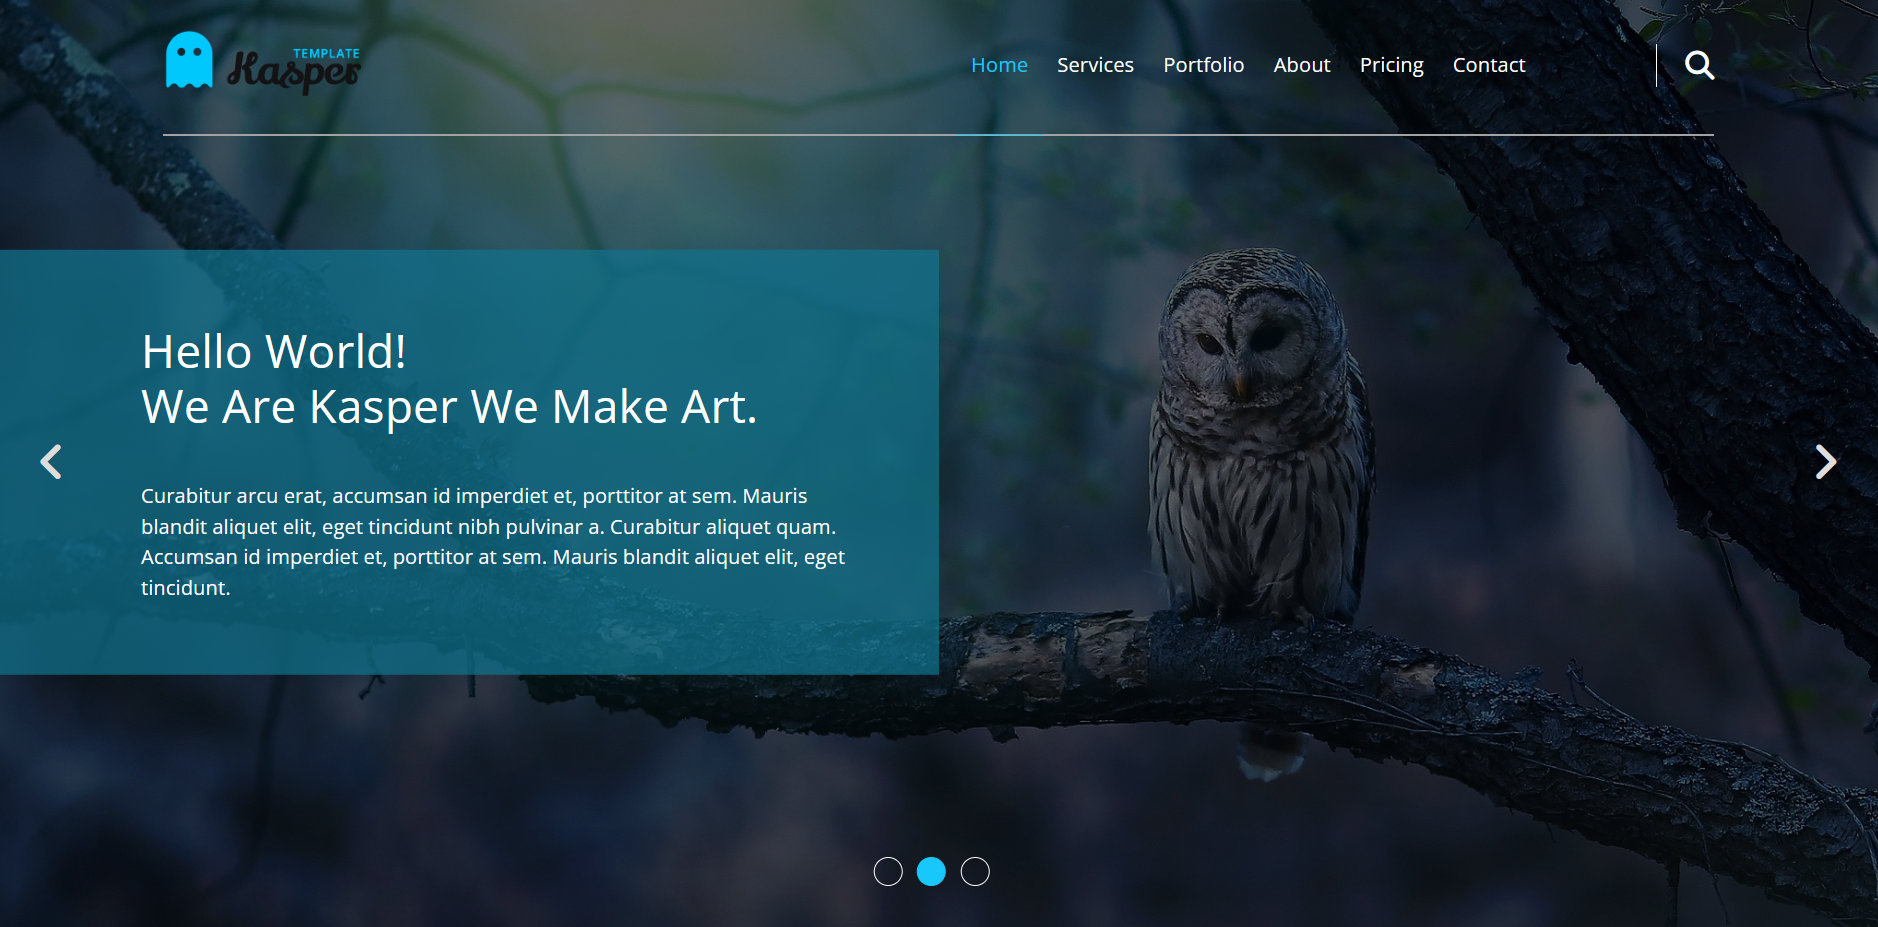 TEMPLATE
Kasper
Home Services Portfolio About Pricing Contact
Hello World!
We Are Kasper We Make Art.
Curabitur arcu erat, accumsan id imperdiet et, porttitor at sem. Mauris
blandit aliquet elit, eget tincidunt nibh pulvinar a. Curabitur aliquet quam.
Accumsan id imperdiet et, porttitor at sem. Mauris blandit aliquet elit, eget
tincidunt.